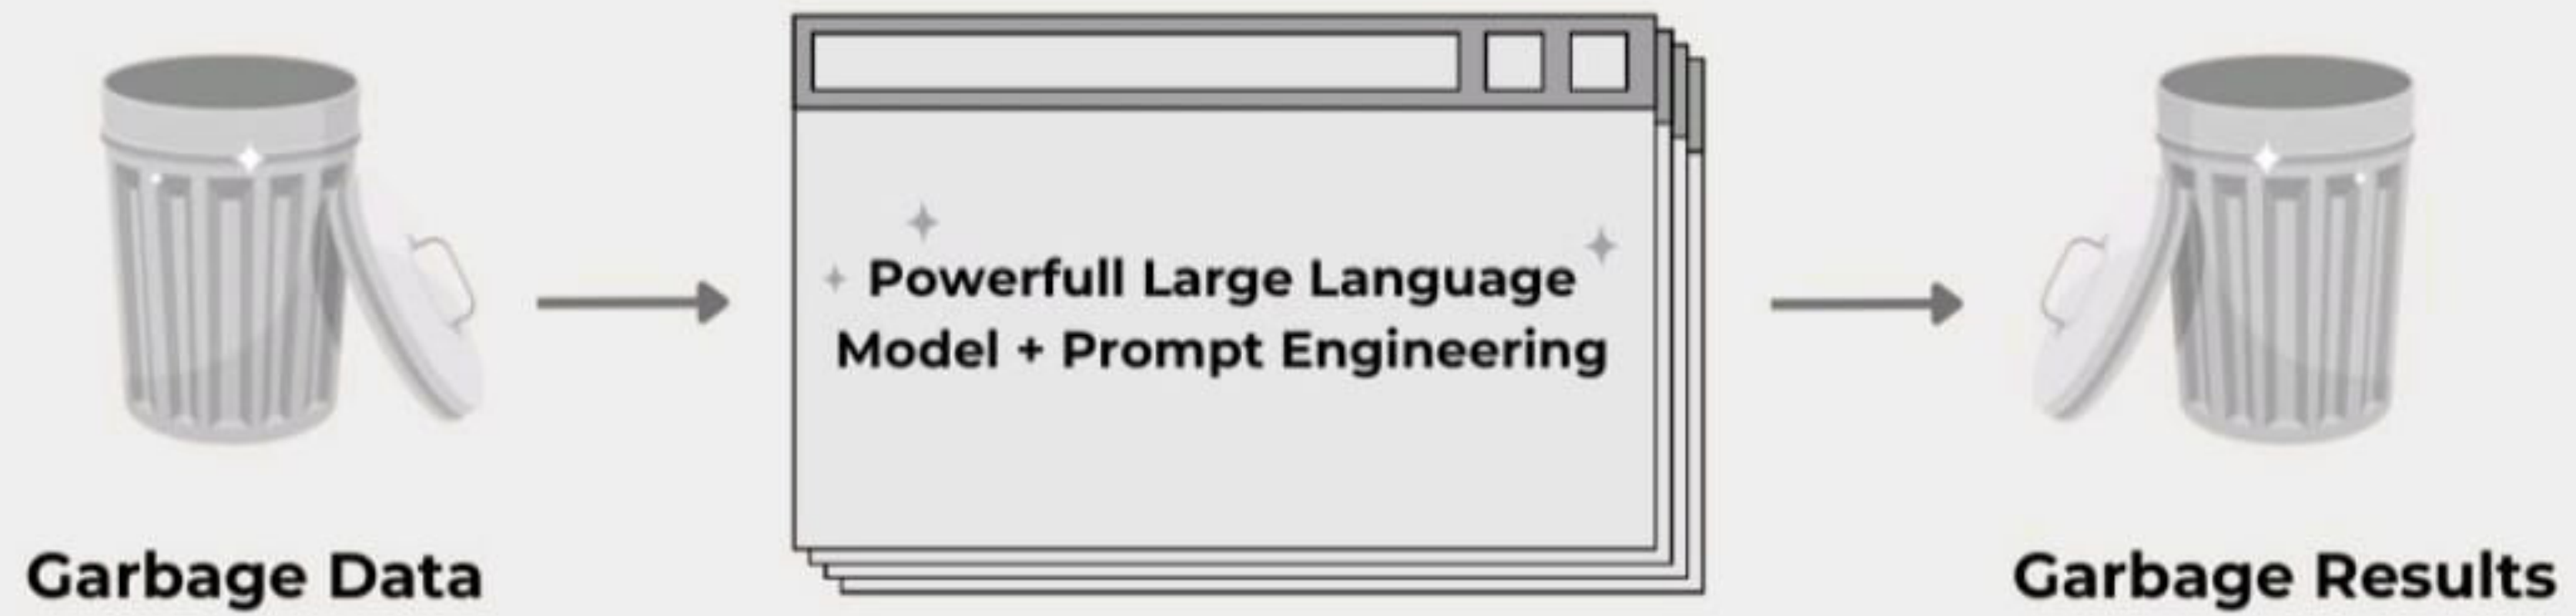 Powerfull Large Language
Model + Prompt Engineering
Garbage Data
Garbage Results